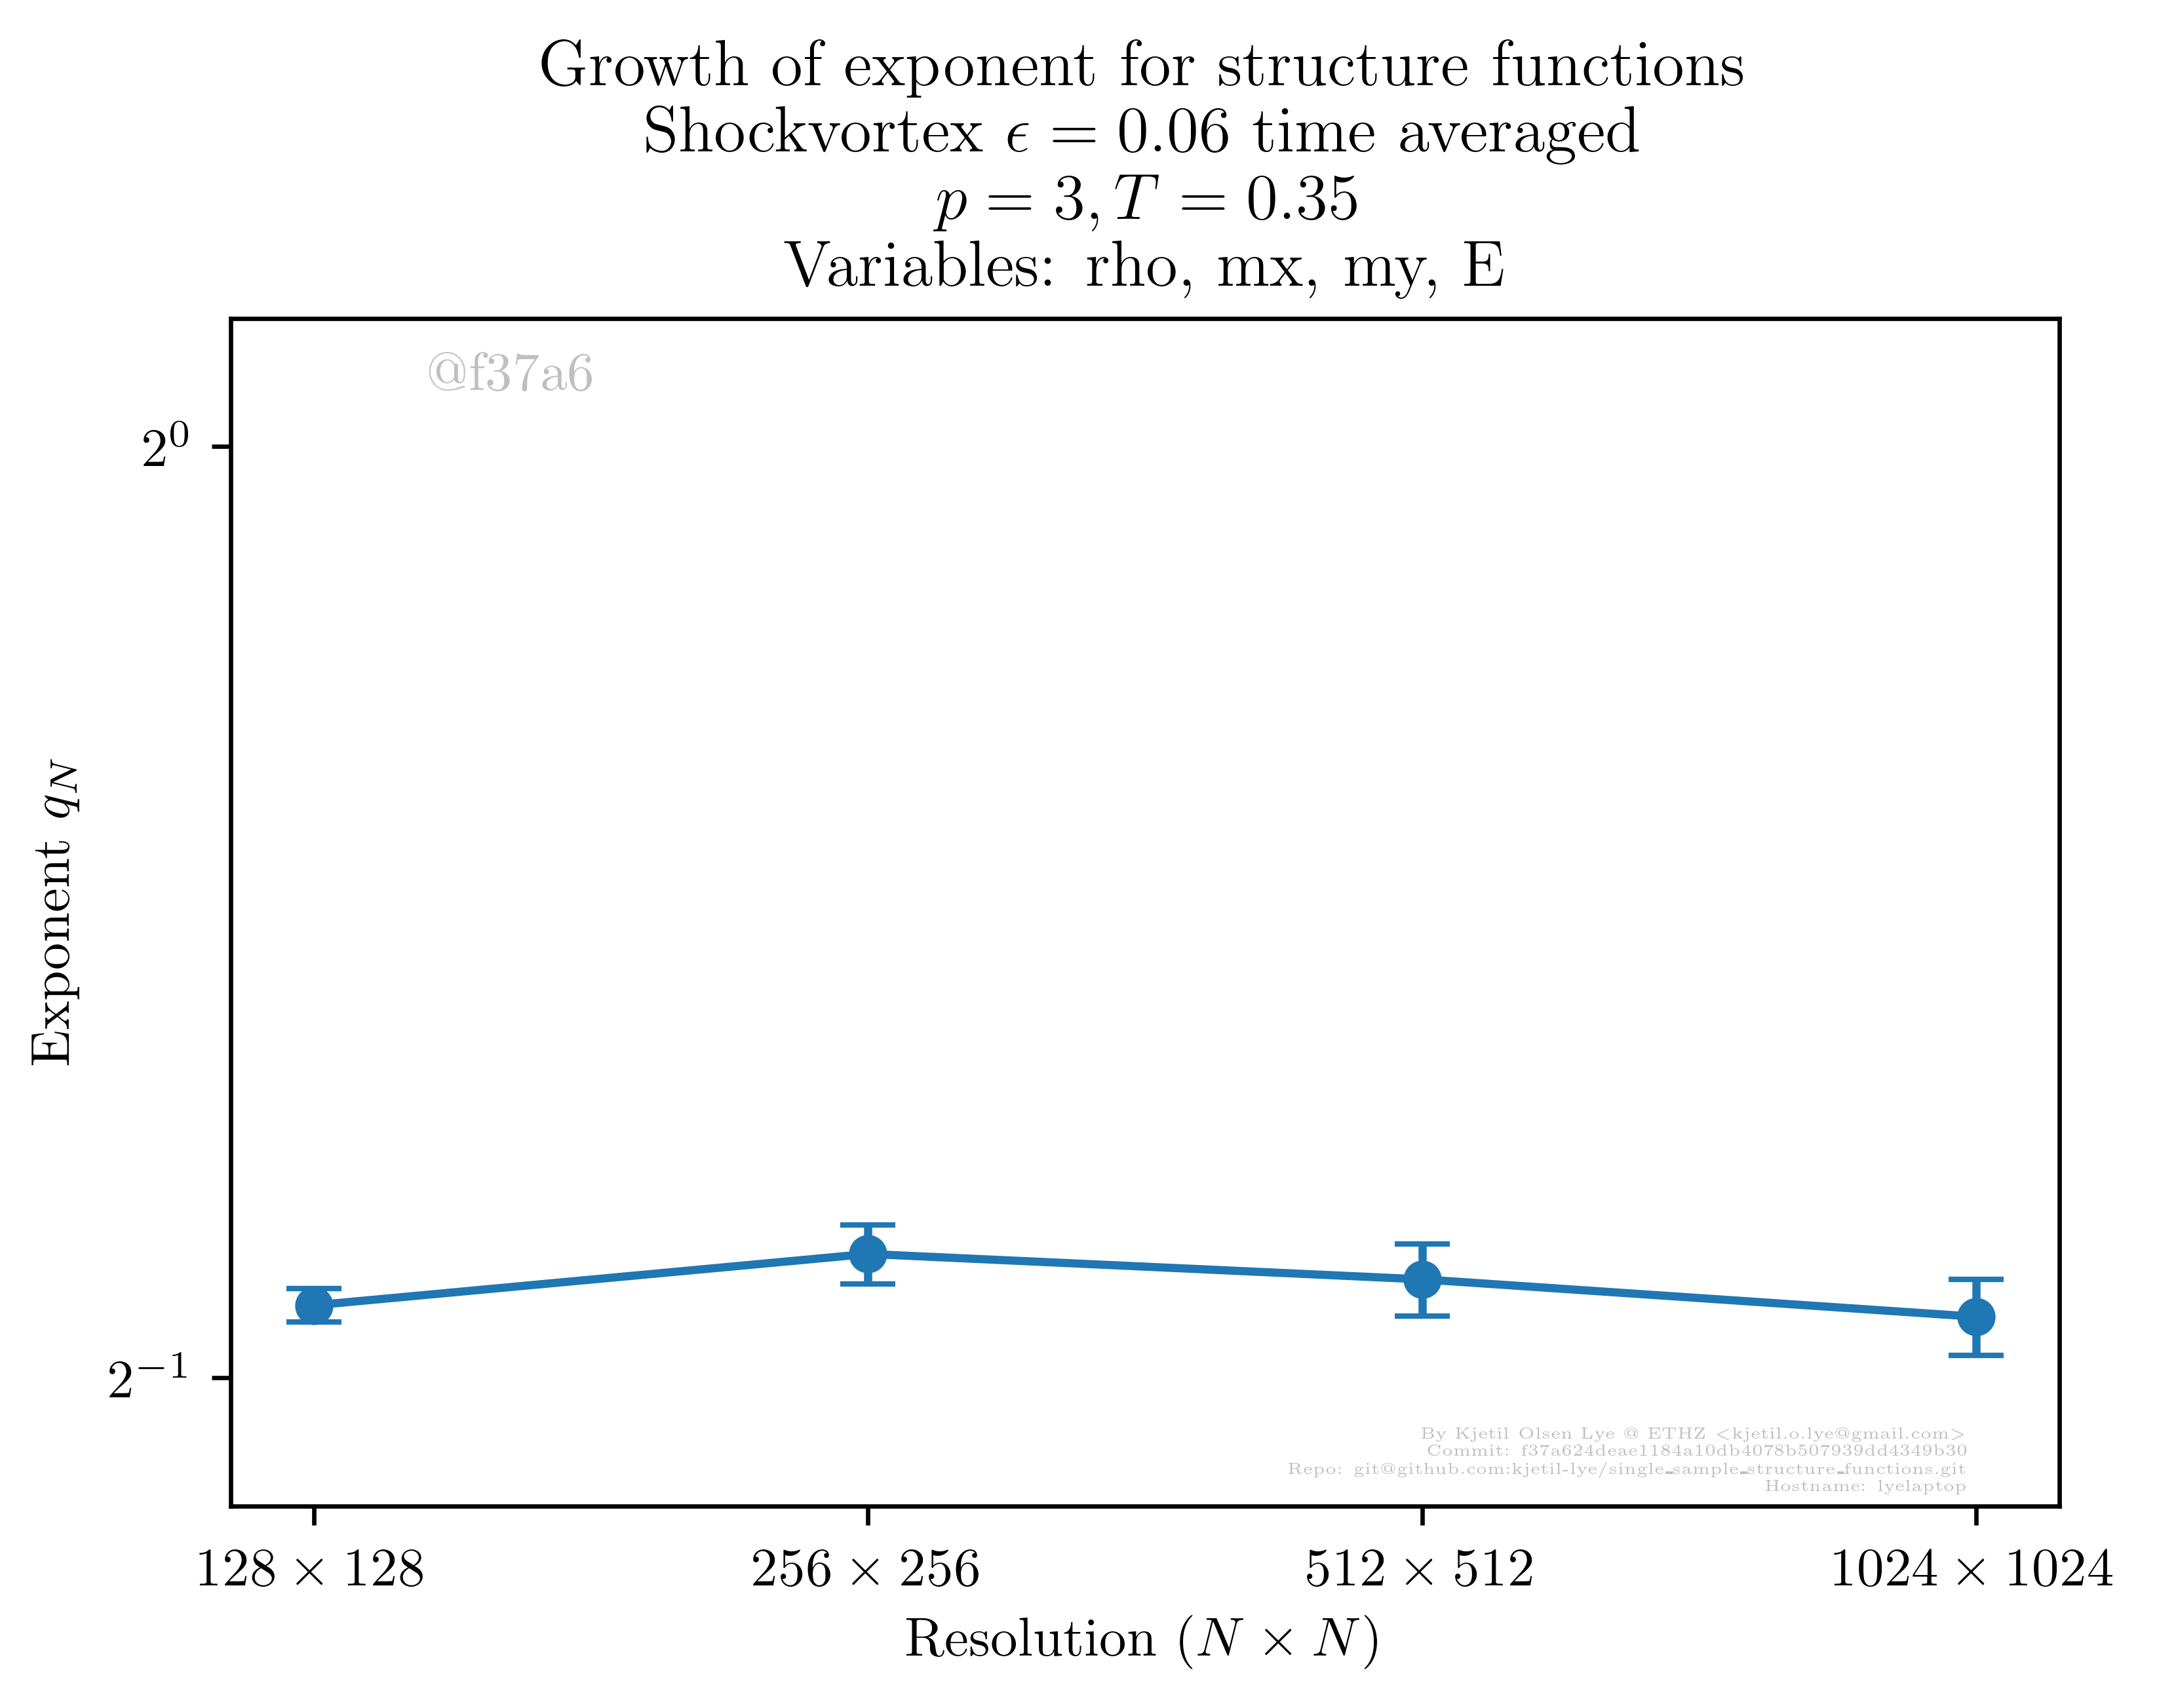 Growth of exponent for structure functions
Shockvortex ϵ = 0.06 time averaged
p = 3, T = 0.35
Variables: rho, mx, my, E
@f37a6
2⁰
Exponent q_N
2⁻¹
By Kjetil Olsen Lye @ ETHZ <kjetil.o.lye@gmail.com>
Commit: f37a624deae1184a10db4078b507939dd4349b30
Repo: git@github.com:kjetil-lye/single_sample_structure_functions.git
Hostname: lyelaptop
128 × 128 256 × 256 512 × 512 1024 × 1024
Resolution (N × N)